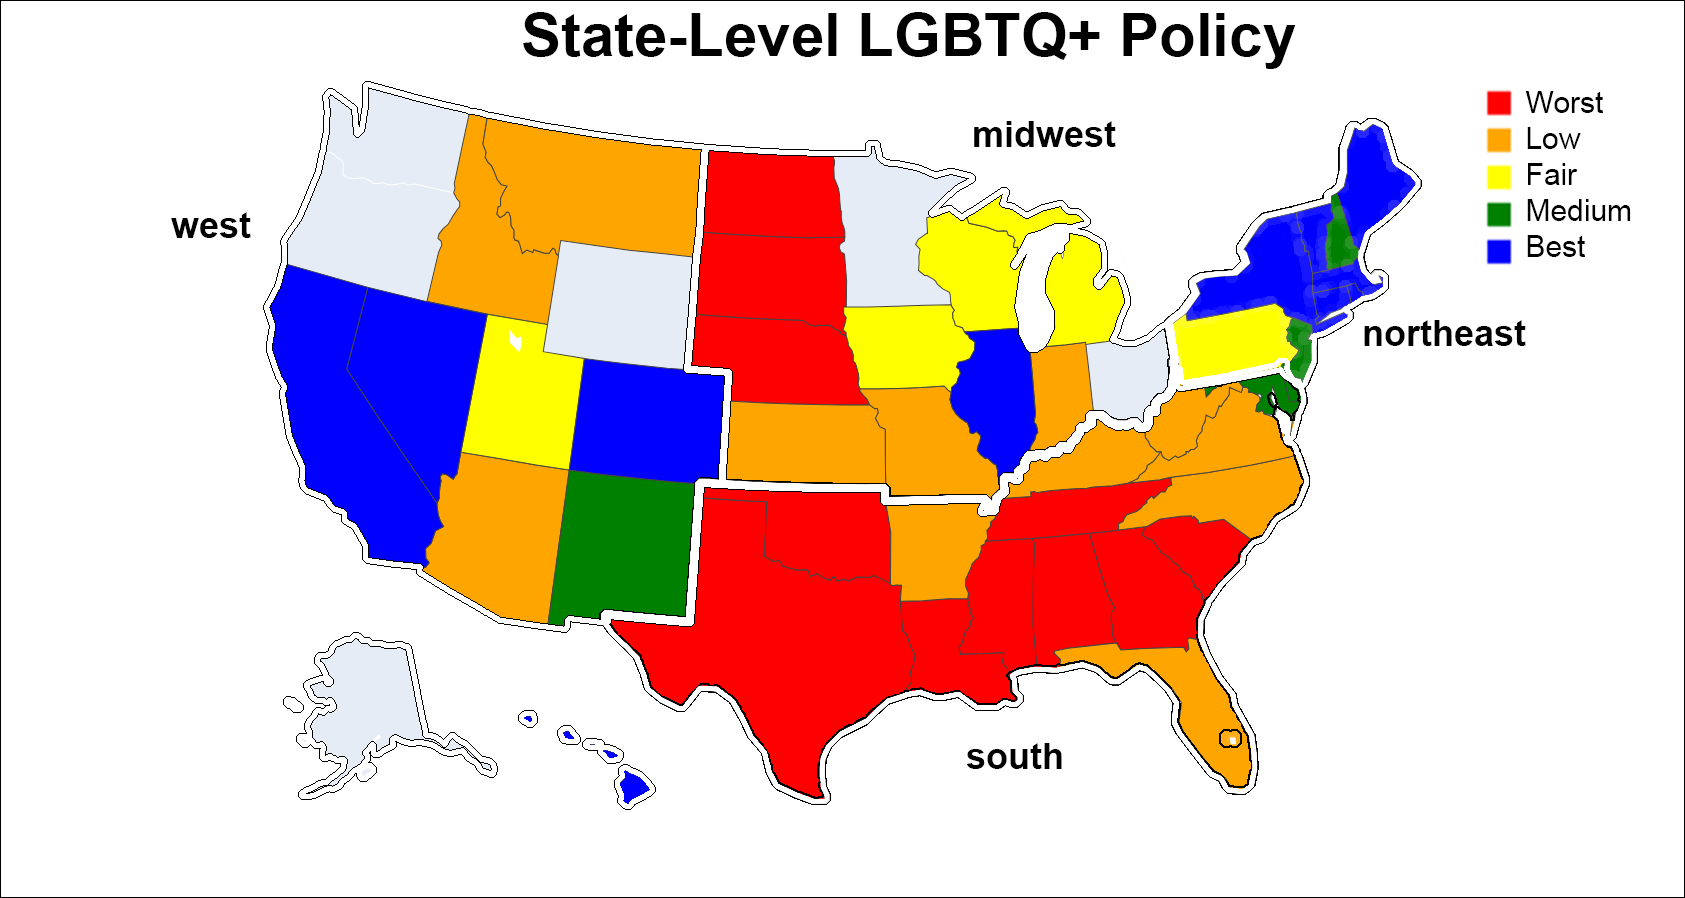 State-Level LGBTQ+ Policy
midwest
west
northeast
south
Worst
Low
Fair
Medium
Best